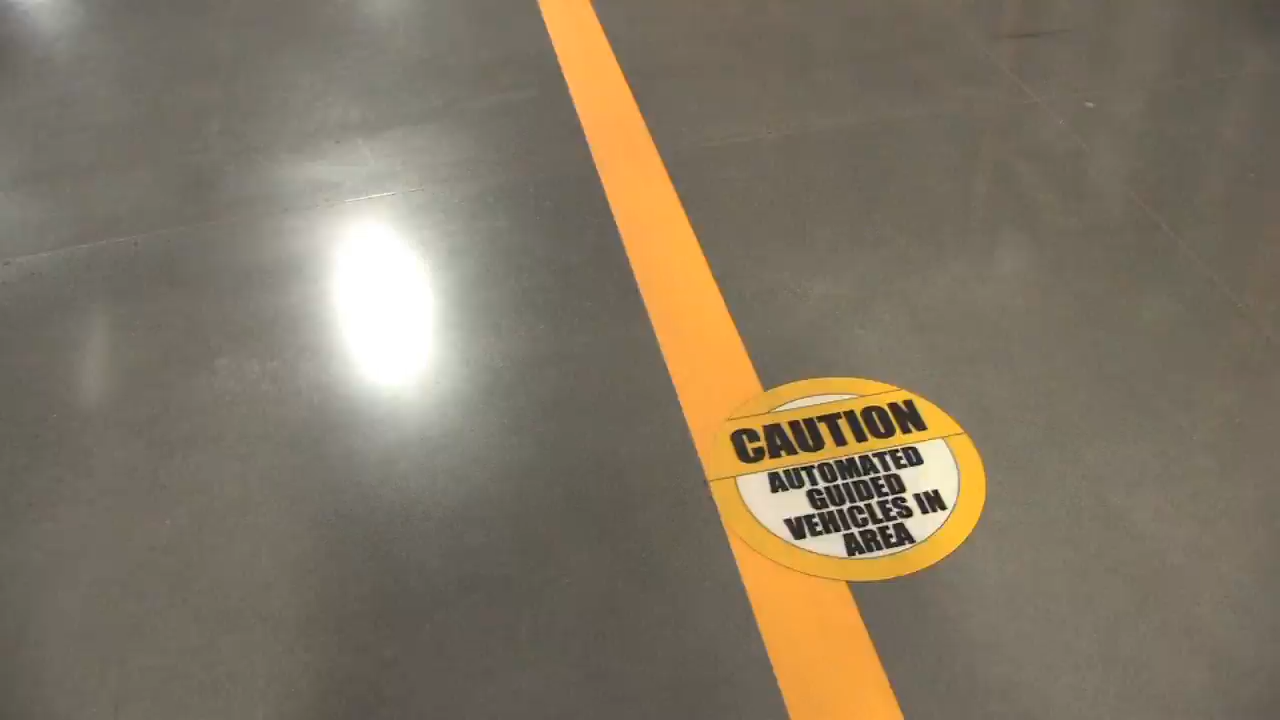 CAUTION
AUTOMATED
GUIDED
VEHICLES IN
AREA